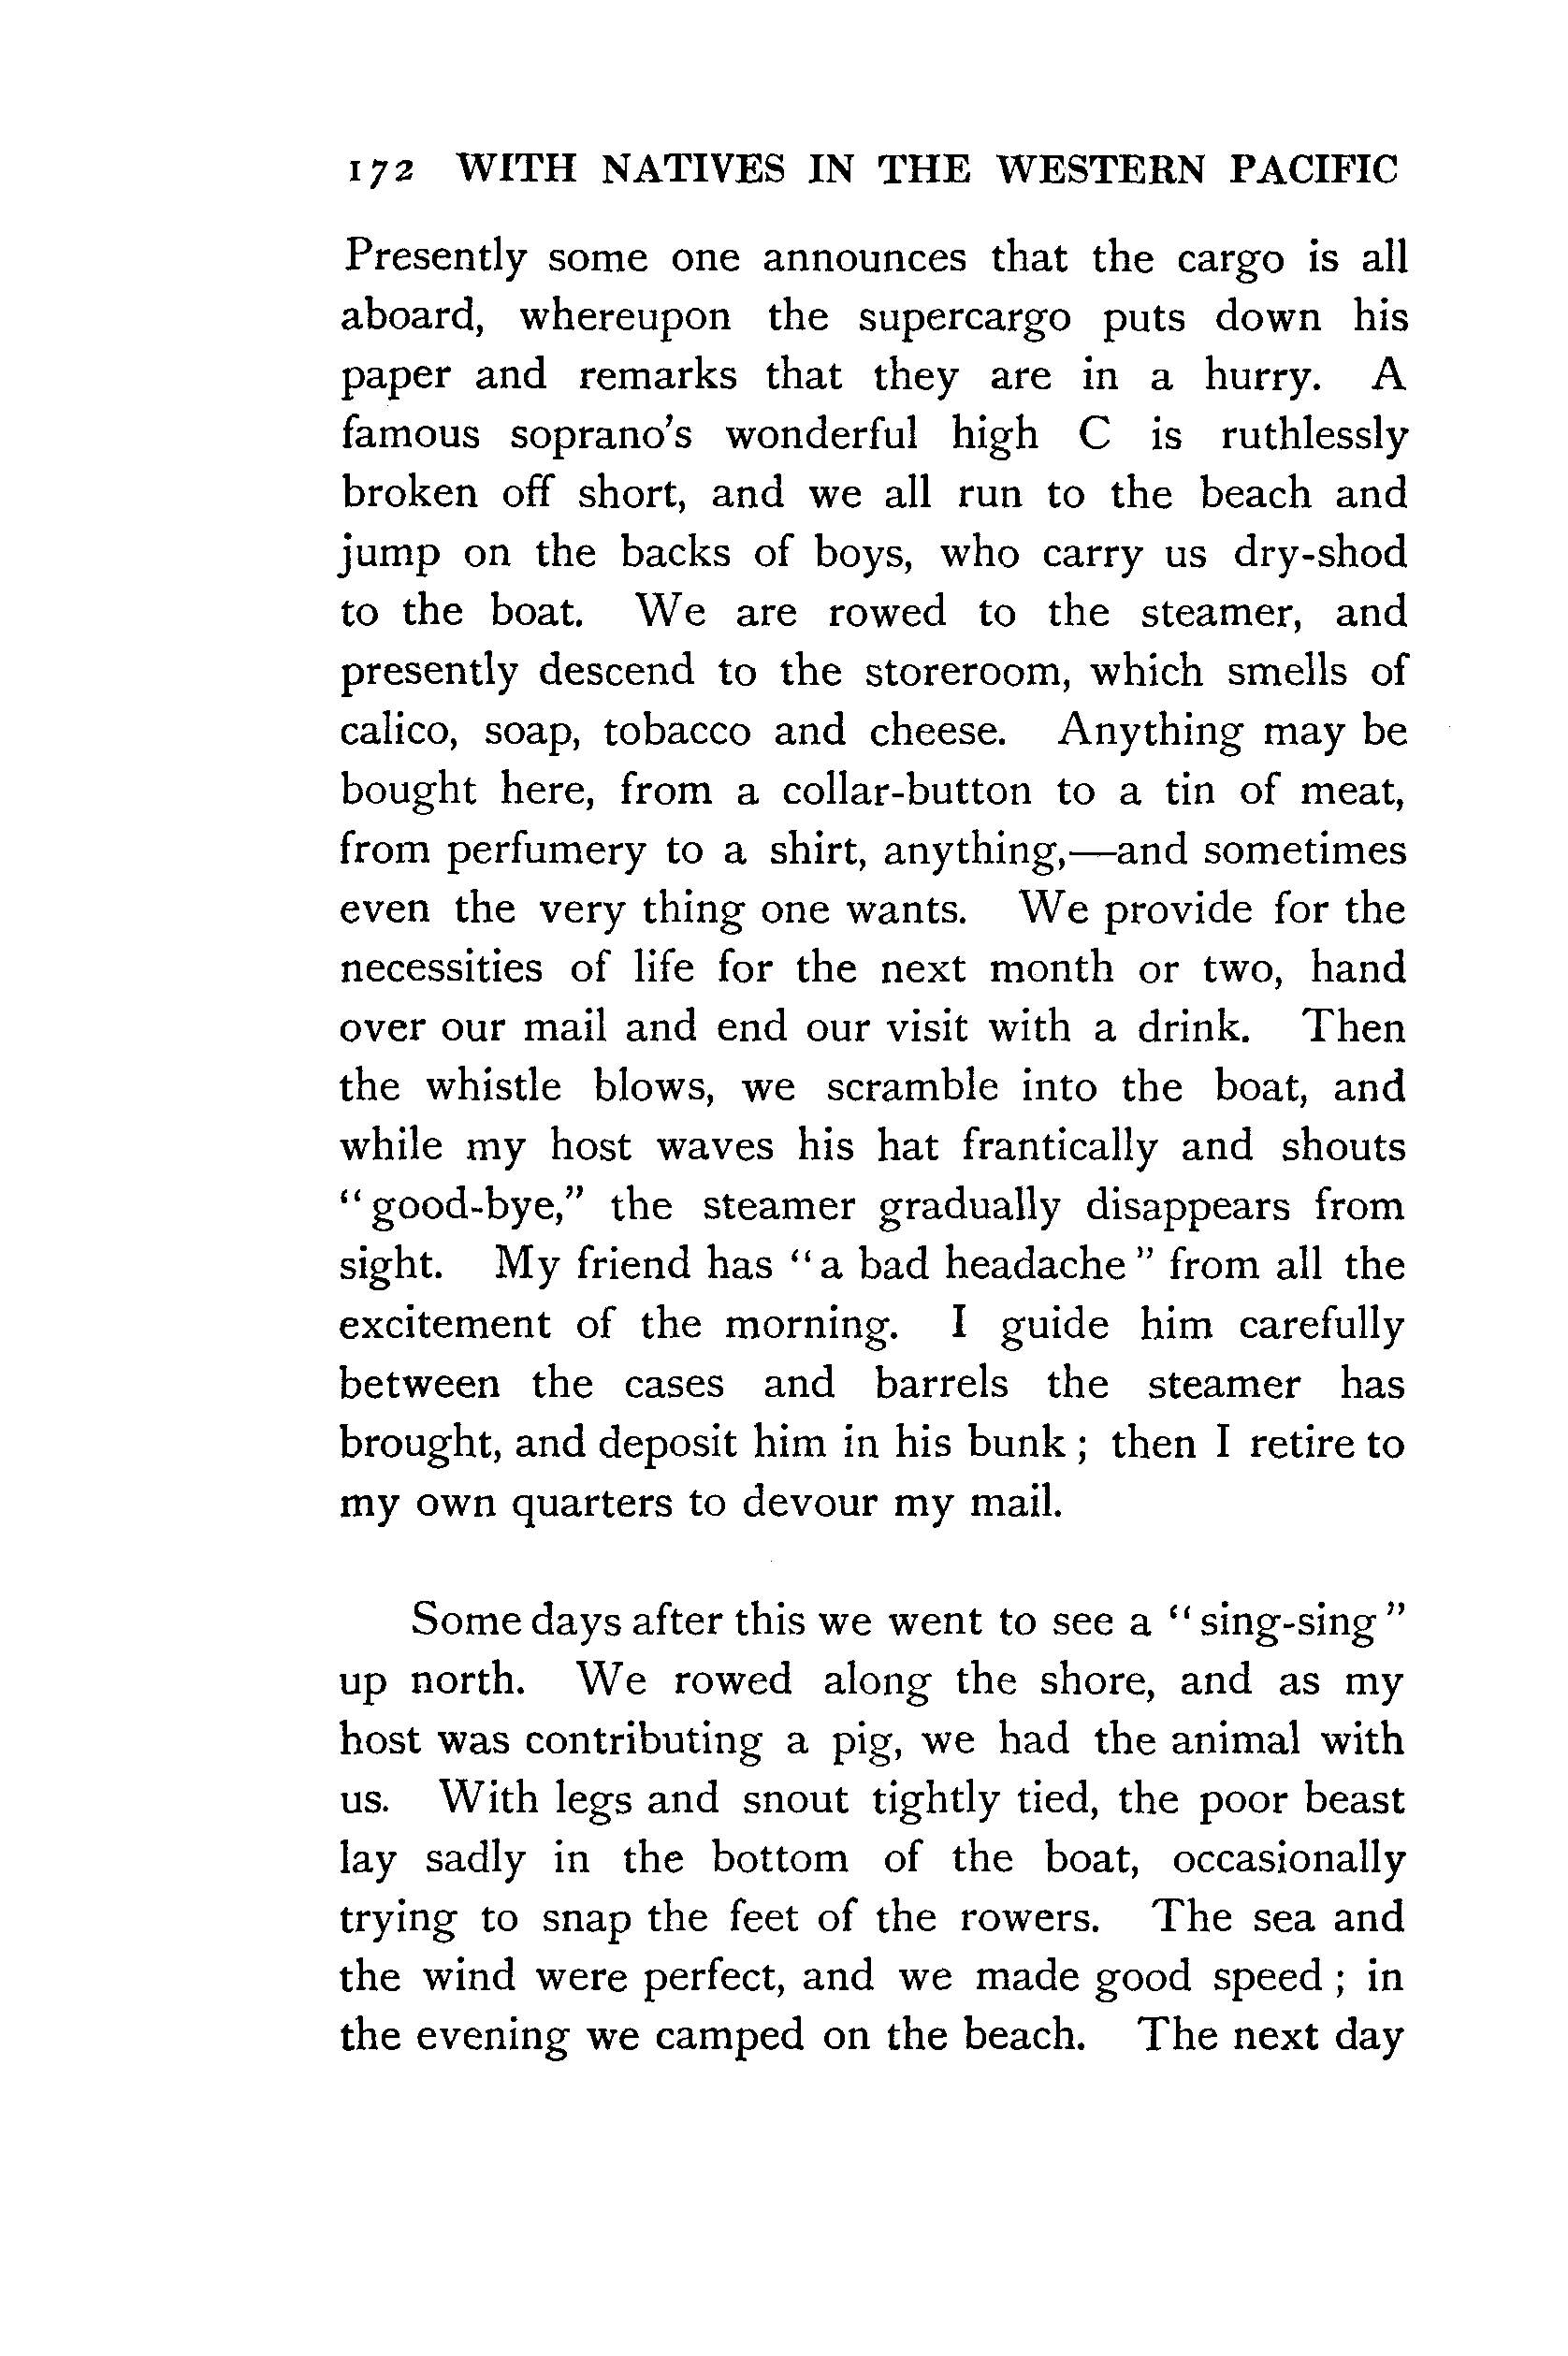 172 WITH NATIVES IN THE WESTERN PACIFIC
Presently some one announces that the cargo is all
aboard, whereupon the supercargo puts down his
paper and remarks that they are in a hurry. A
famous soprano's wonderful high C is ruthlessly
broken off short, and we all run to the beach and
jump on the backs of boys, who carry us dry-shod
to the boat. We are rowed to the steamer, and
presently descend to the storeroom, which smells of
calico, soap, tobacco and cheese. Anything may be
bought here, from a collar-button to a tin of meat,
from perfumery to a shirt, anything,—and sometimes
even the very thing one wants. We provide for the
necessities of life for the next month or two, hand
over our mail and end our visit with a drink. Then
the whistle blows, we scramble into the boat, and
while my host waves his hat frantically and shouts
"good-bye," the steamer gradually disappears from
sight. My friend has "a bad headache" from all the
excitement of the morning. I guide him carefully
between the cases and barrels the steamer has
brought, and deposit him in his bunk; then I retire to
my own quarters to devour my mail.
Some days after this we went to see a "sing-sing"
up north. We rowed along the shore, and as my
host was contributing a pig, we had the animal with
us. With legs and snout tightly tied, the poor beast
lay sadly in the bottom of the boat, occasionally
trying to snap the feet of the rowers. The sea and
the wind were perfect, and we made good speed; in
the evening we camped on the beach. The next day